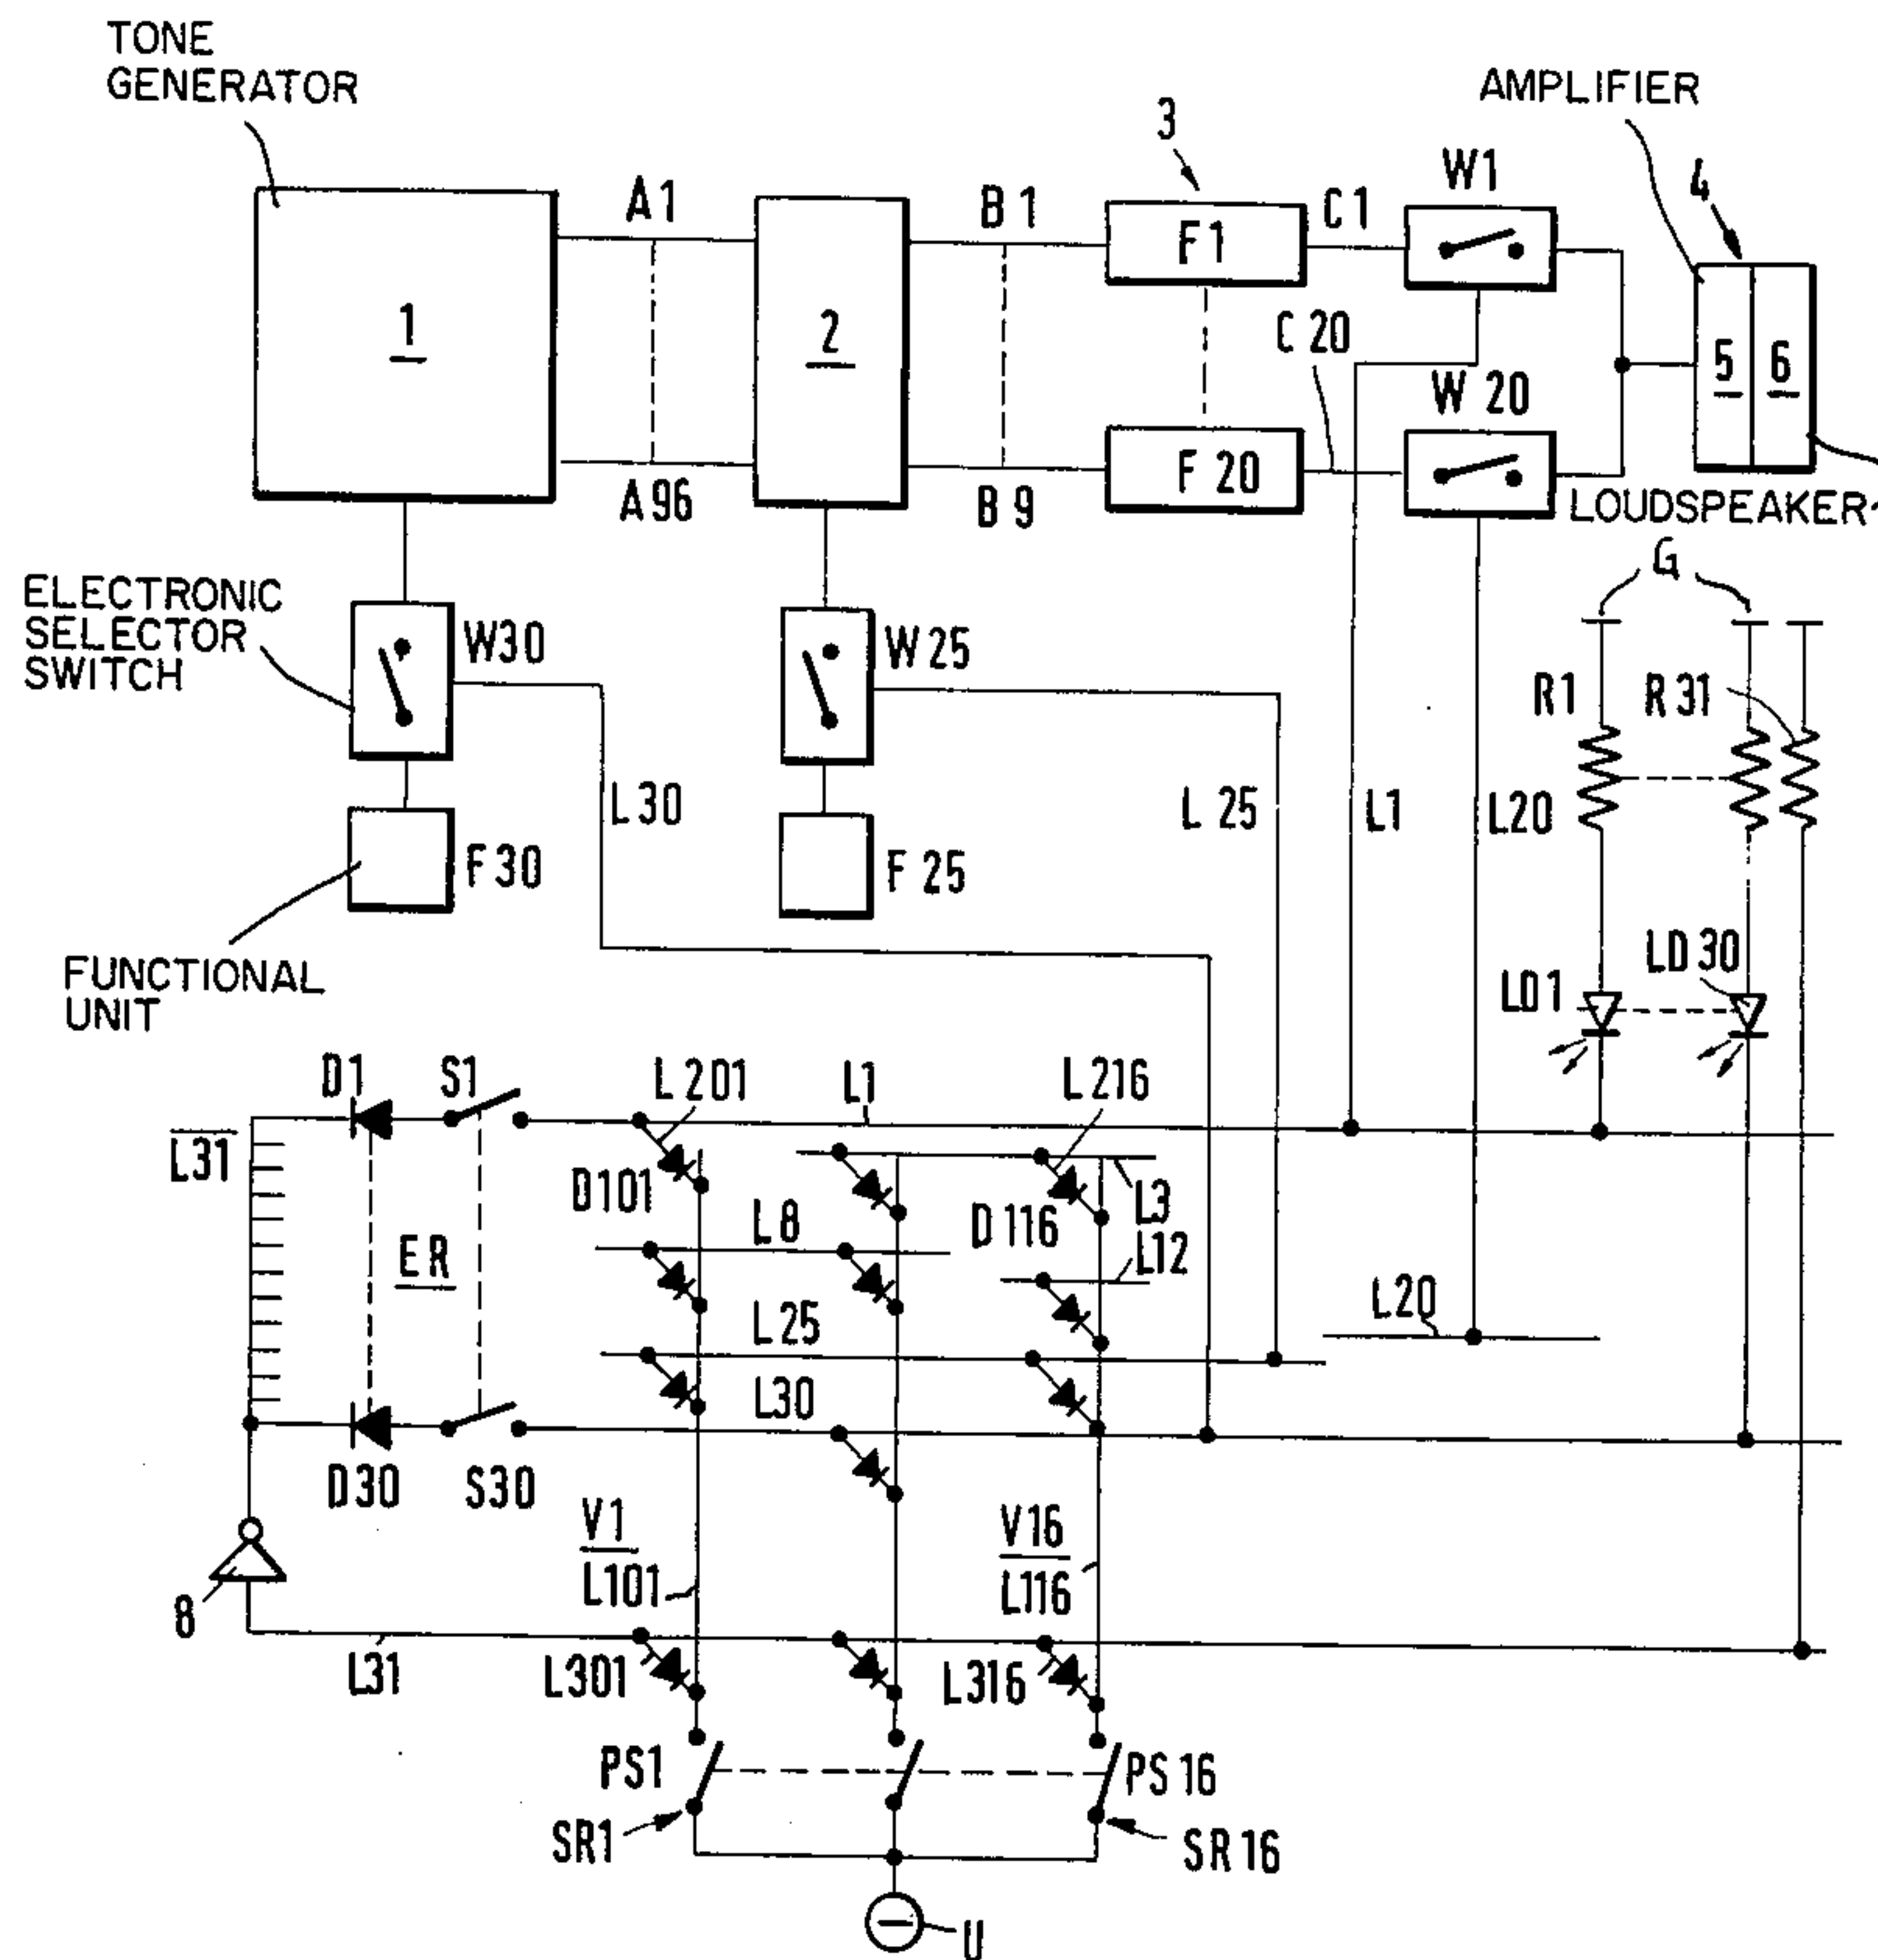 TONE
GENERATOR
AMPLIFIER
3
4
A1
B1
C1
W1
1
2
F1
5
6
C20
W20
F20
A96
B9
LOUDSPEAKER
G
ELECTRONIC
SELECTOR
SWITCH
W30
W25
R1
R31
L30
L25
L1
L20
F30
F25
FUNCTIONAL
UNIT
LD1
LD30
D1
S1
L201
L1
L216
L31
D101
L8
D116
L3
L12
ER
L25
L20
L30
D30
S30
V1
L101
V16
L116
8
L31
L301
L316
PS1
PS16
SR1
SR16
U